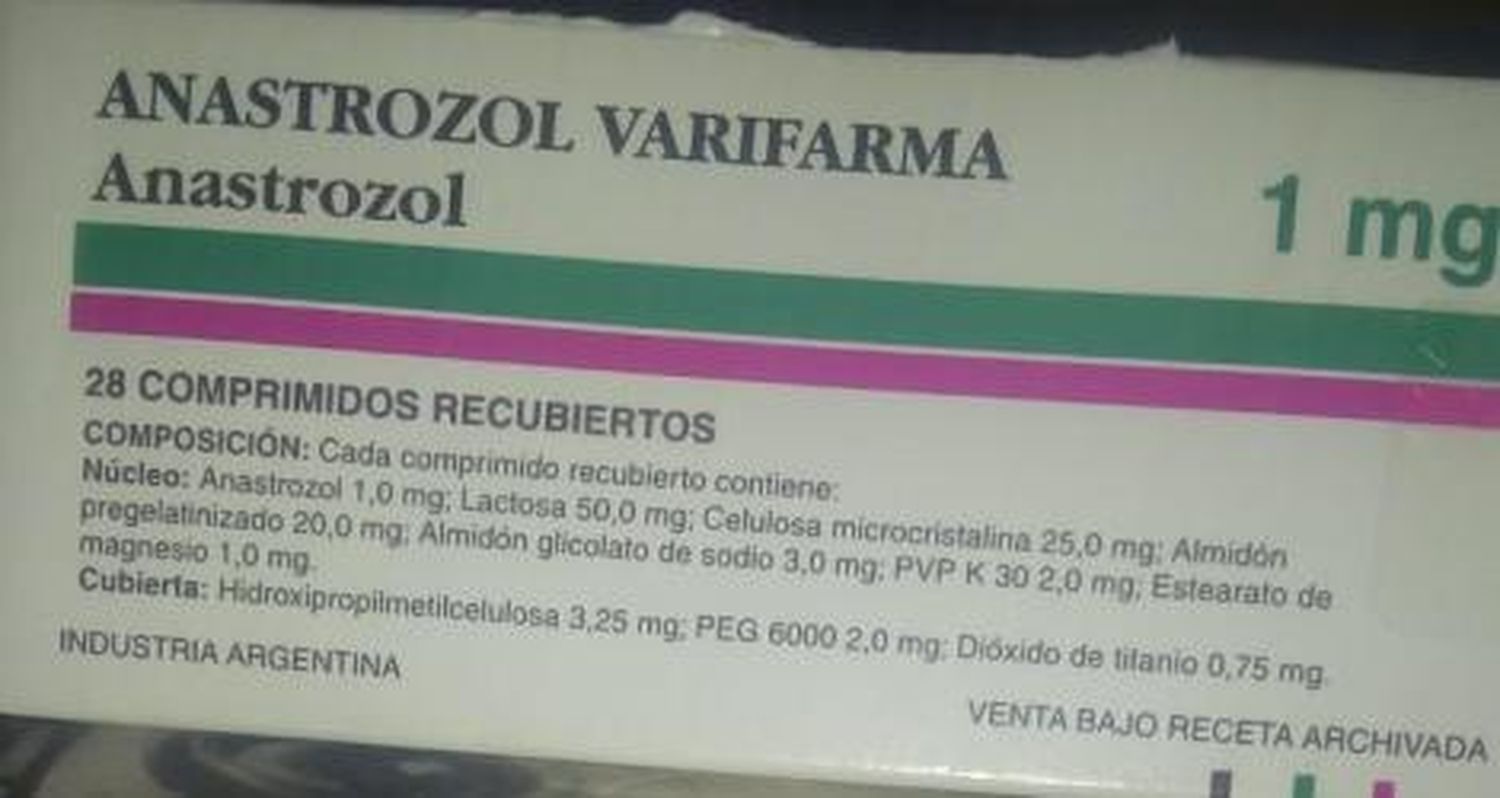 ANASTROZOL VARIFARMA
Anastrozol
1 mg
28 COMPRIMIDOS RECUBIERTOS
COMPOSICIÓN: Cada comprimido recubierto contiene:
Núcleo: Anastrozol 1,0 mg; Lactosa 50,0 mg; Celulosa microcristalina 25,0 mg; Almidón
pregelatinizado 20,0 mg; Almidón glicolato de sodio 3,0 mg; PVP K 30 2,0 mg; Estearato de
magnesio 1,0 mg.
Cubierta: Hidroxipropilmetilcelulosa 3,25 mg; PEG 6000 2,0 mg; Dióxido de titanio 0,75 mg.
INDUSTRIA ARGENTINA
VENTA BAJO RECETA ARCHIVADA